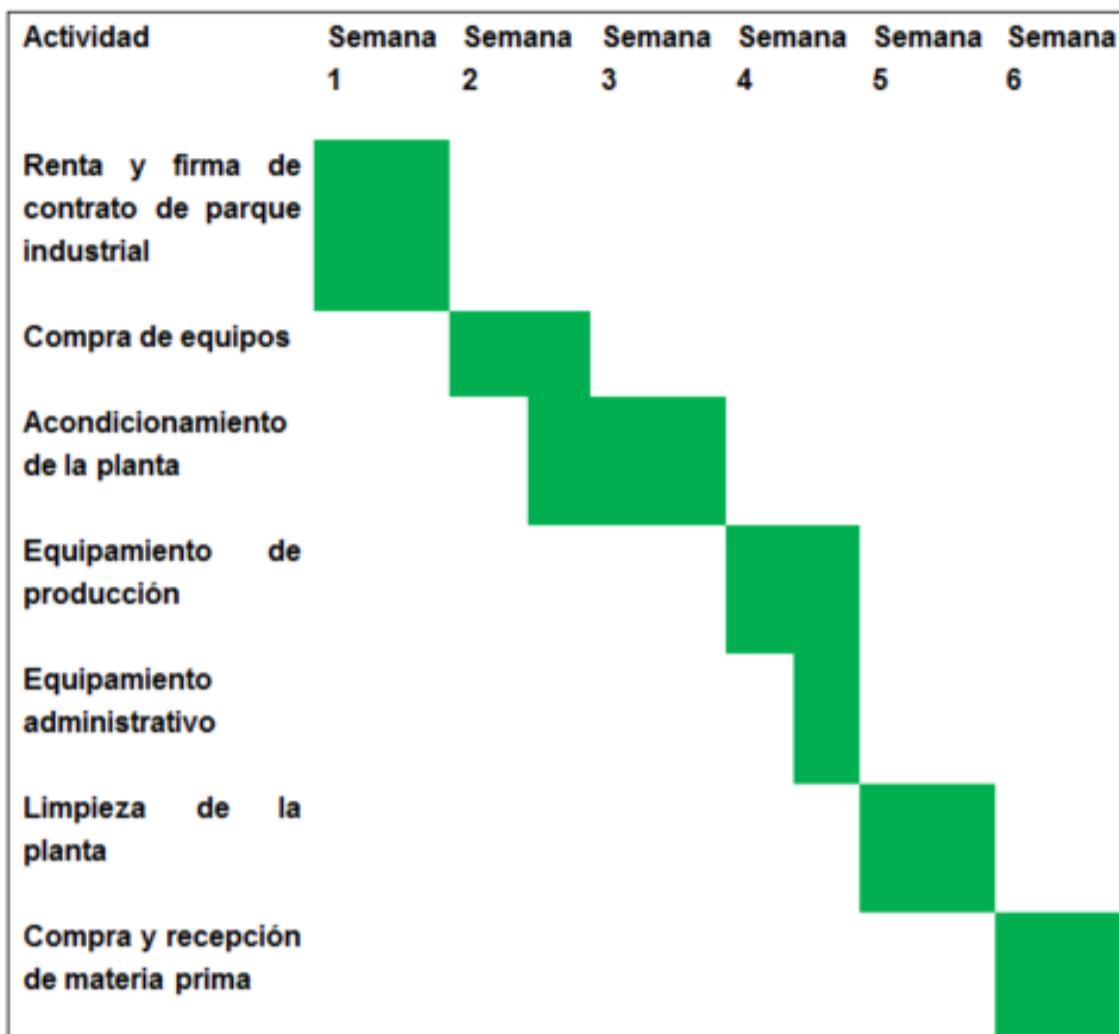 Actividad Semana Semana Semana Semana Semana Semana
1 2 3 4 5 6
Renta y firma de
contrato de parque
industrial
Compra de equipos
Acondicionamiento
de la planta
Equipamiento de
producción
Equipamiento
administrativo
Limpieza de la
planta
Compra y recepción
de materia prima